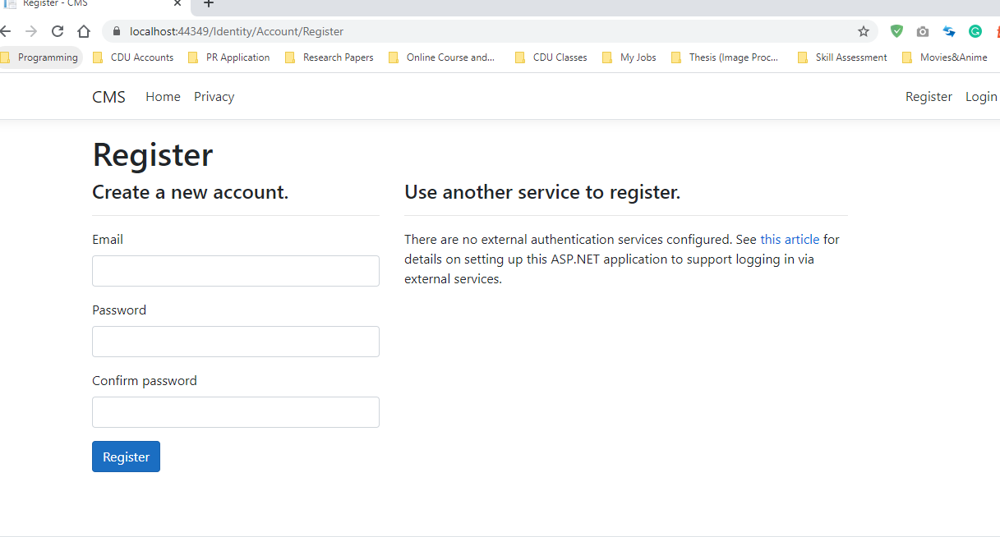 Register - CMS
localhost:44349/Identity/Account/Register
Programming CDU Accounts PR Application Research Papers Online Course and... CDU Classes My Jobs Thesis (Image Proc... Skill Assessment Movies&Anime
CMS Home Privacy Register Login
Register
Create a new account.
Email
Password
Confirm password
Register
Use another service to register.
There are no external authentication services configured. See this article for
details on setting up this ASP.NET application to support logging in via
external services.